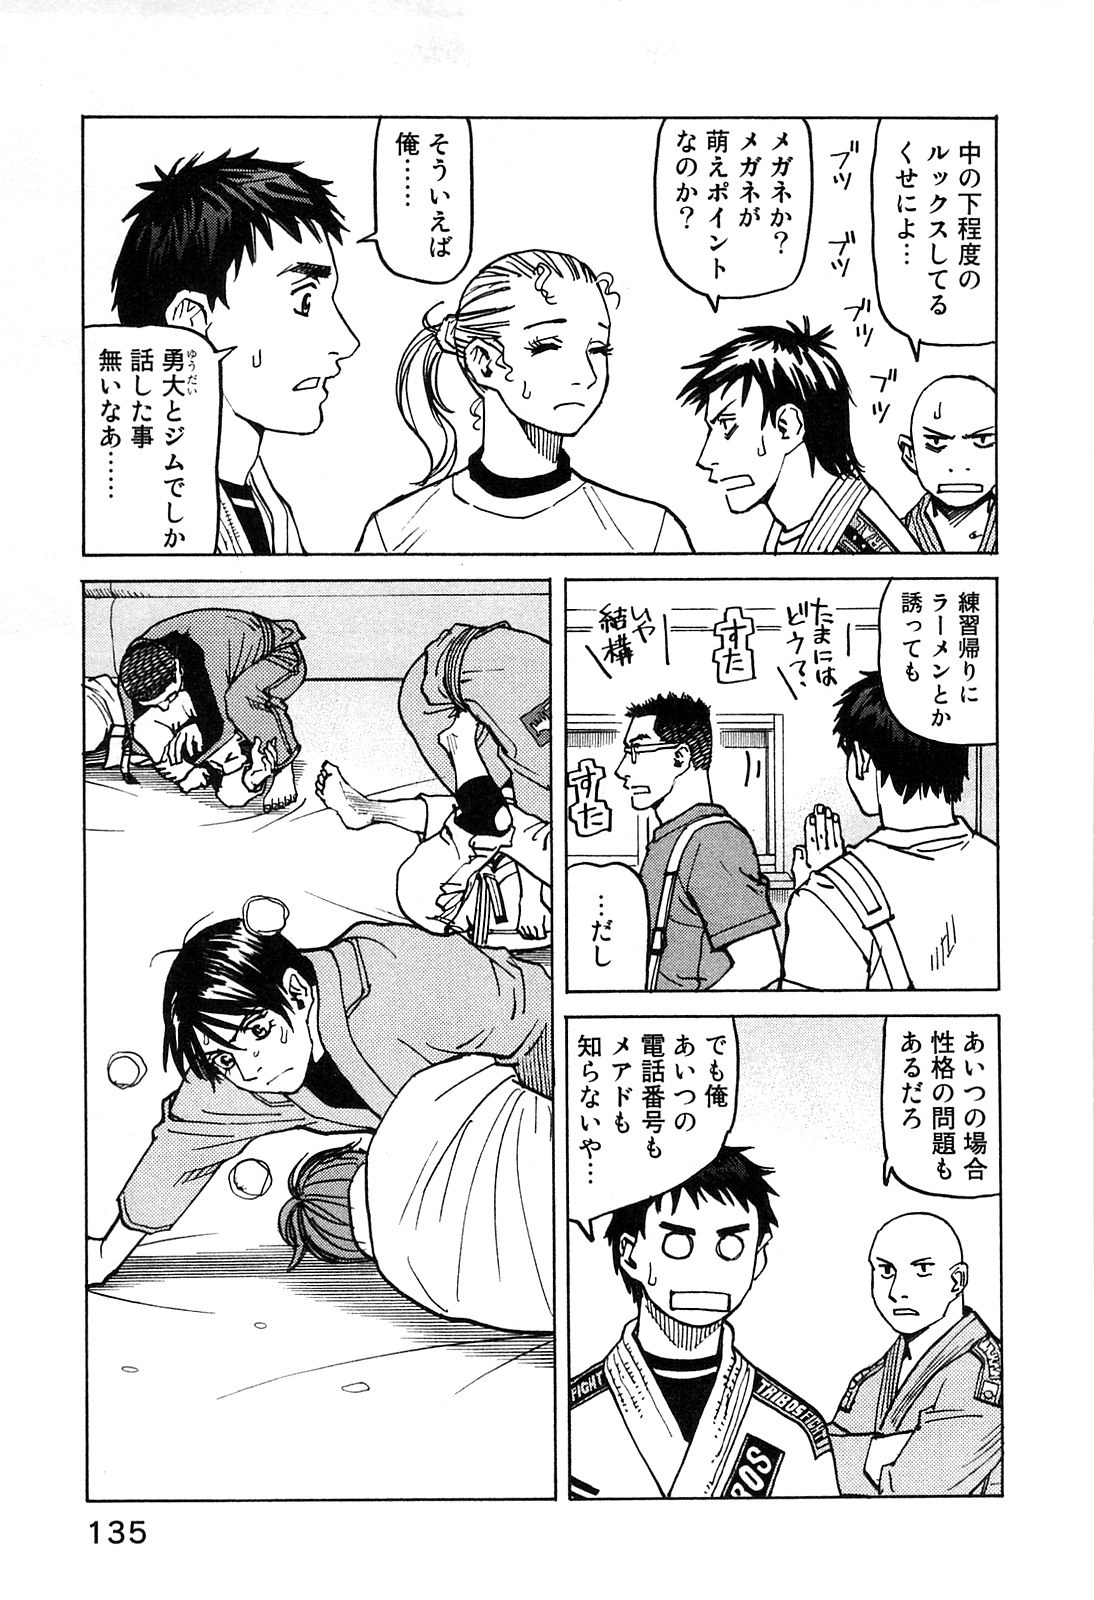 中の下程度の
ルックスしてる
くせによ…
ブツ
ブツ
ブツ
ブツ
メガネか？
メガネが
萌えポイント
なのか？
そういえば
俺……
勇大とジムでしか
ゆうだい
話した事
無いなあ……
練習帰りに
ラーメンとか
誘っても
たまには
どうて、
すた
いや
結構
すた
…だし
あいつの場合
性格の問題も
あるだろ
でも俺
あいつの
電話番号も
メアドも
知らないや…
FIGHT
TRIBOS FIGHT
BOS
135